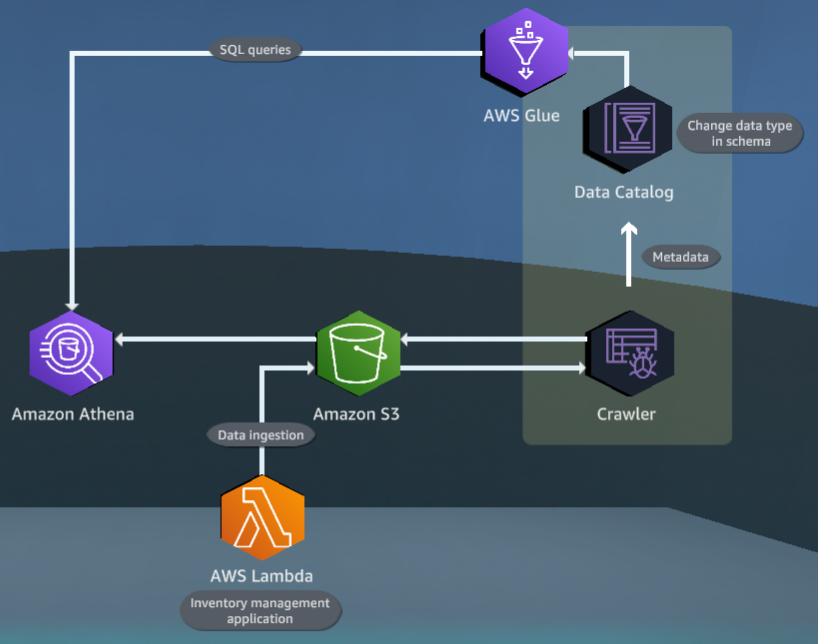 SQL queries
AWS Glue
Change data type
in schema
Data Catalog
Metadata
Amazon Athena
Amazon S3
Crawler
Data ingestion
AWS Lambda
Inventory management
application